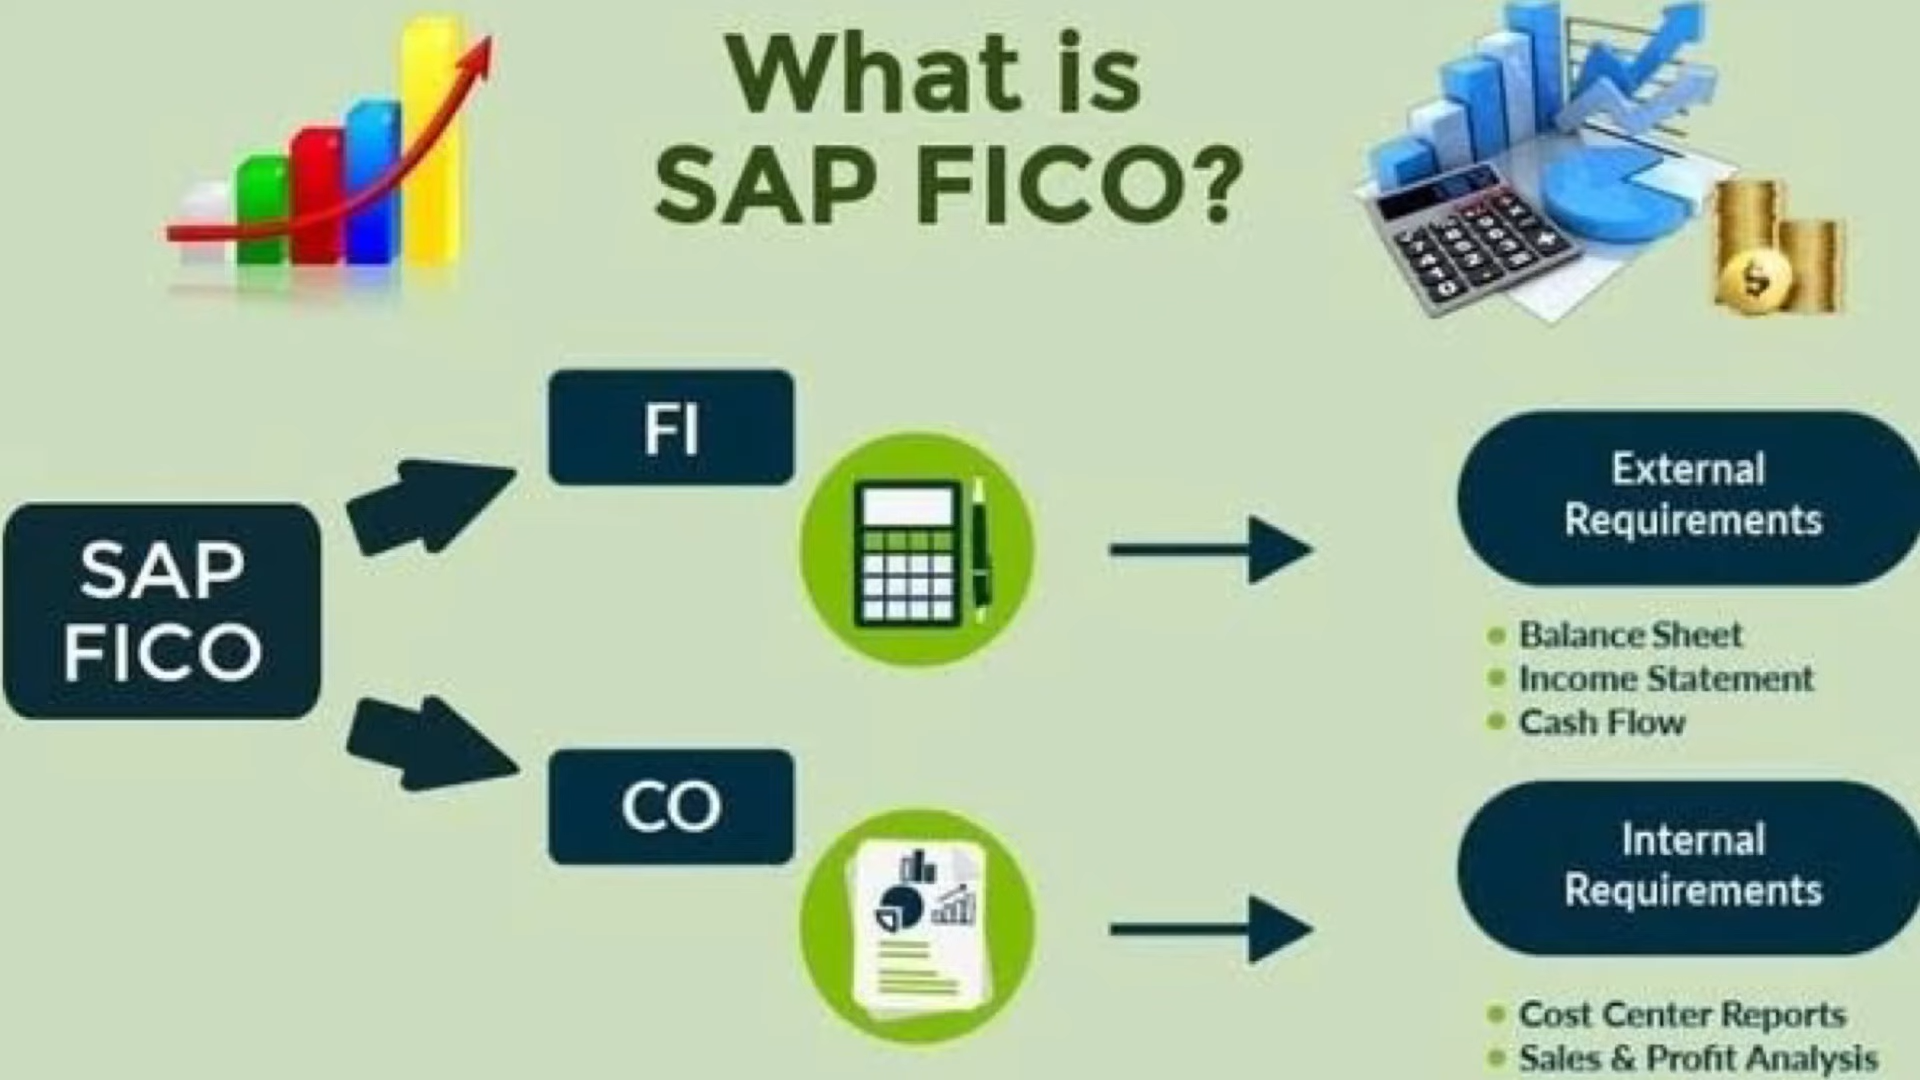 What is
SAP FICO?
SAP
FICO
FI
External
Requirements
Balance Sheet
Income Statement
Cash Flow
CO
Internal
Requirements
Cost Center Reports
Sales & Profit Analysis